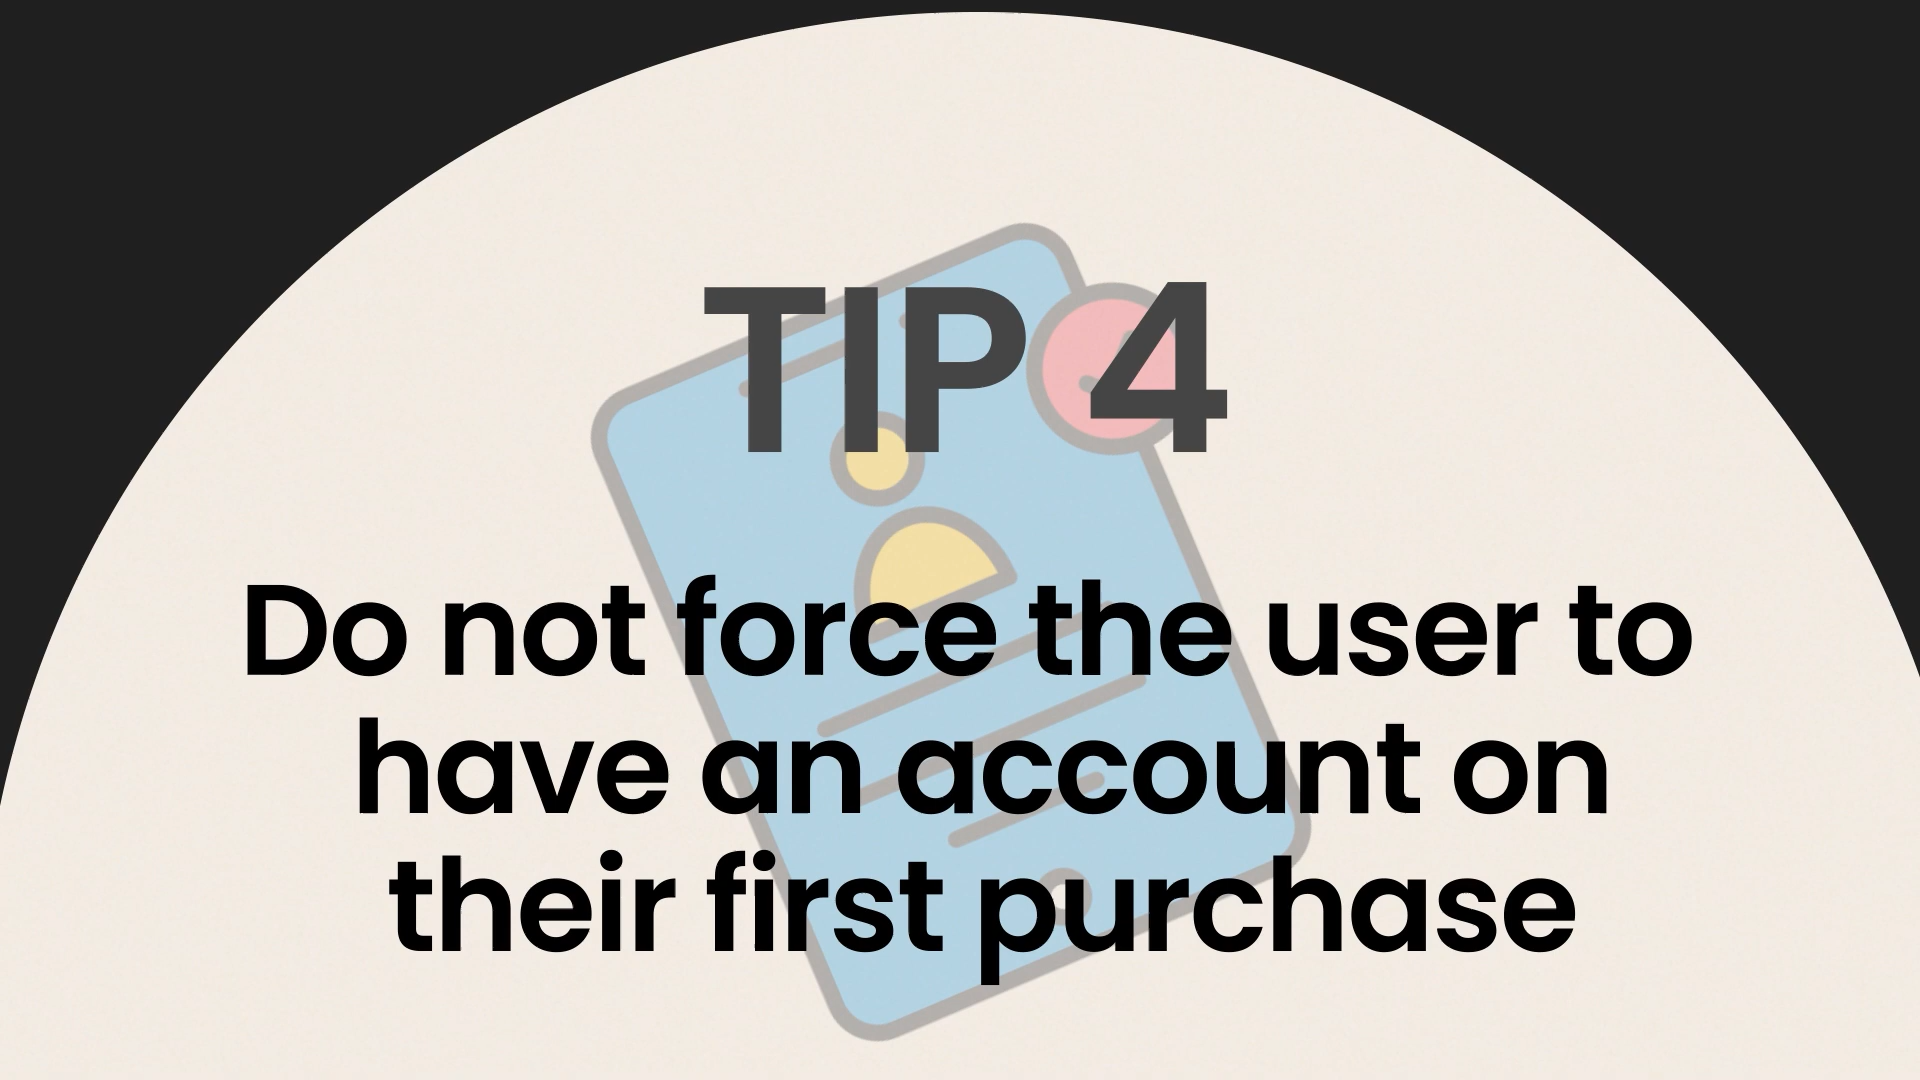 TIP 4
Do not force the user to
have an account on
their first purchase